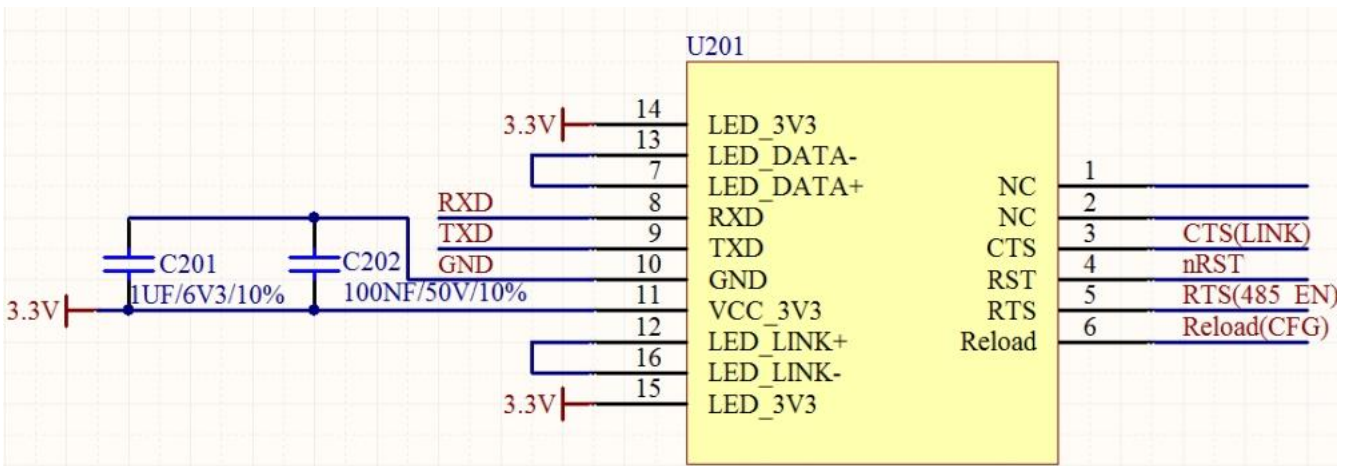 U201
14
3.3V
LED_3V3
13
LED_DATA-
7
LED_DATA+
1
NC
RXD
8
RXD
2
NC
TXD
9
TXD
3
CTS
CTS(LINK)
C201
C202
GND
10
GND
4
RST
nRST
1UF/6V3/10%
100NF/50V/10%
3.3V
11
VCC_3V3
5
RTS
RTS(485_EN)
12
LED_LINK+
6
Reload
Reload(CFG)
16
LED_LINK-
15
3.3V
LED_3V3